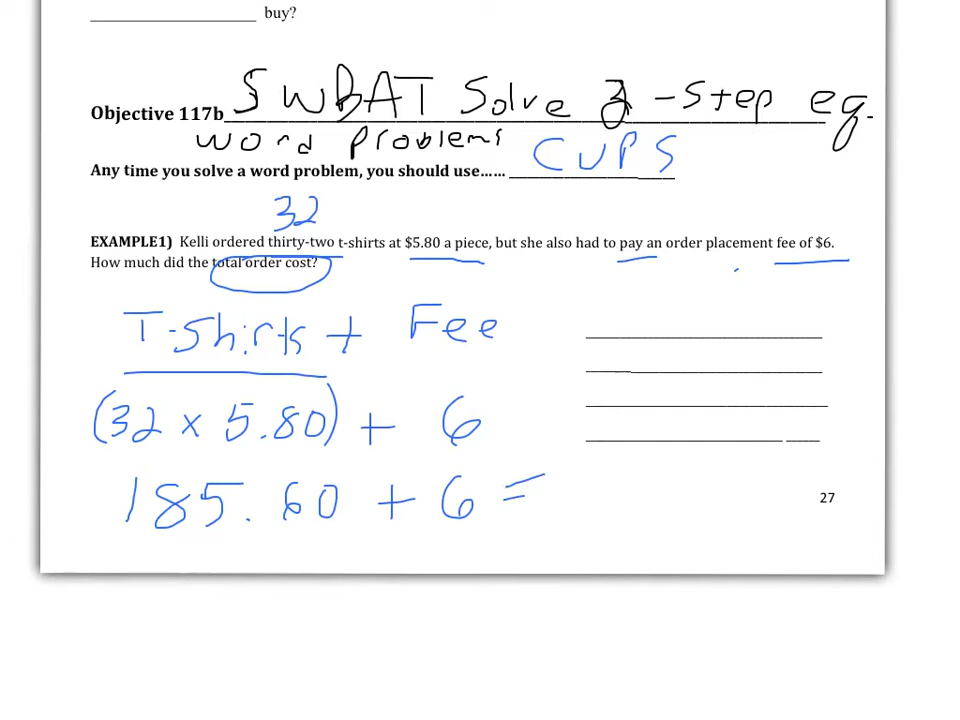 buy?
SWBAT Solve 2-step eq.
Objective 117b
word problems
CUPS
Any time you solve a word problem, you should use......
32
EXAMPLE1) Kelli ordered thirty-two t-shirts at $5.80 a piece, but she also had to pay an order placement fee of $6.
How much did the total order cost?
T-Shirts + Fee
(32 x 5.80) + 6
185.60 + 6 =
27